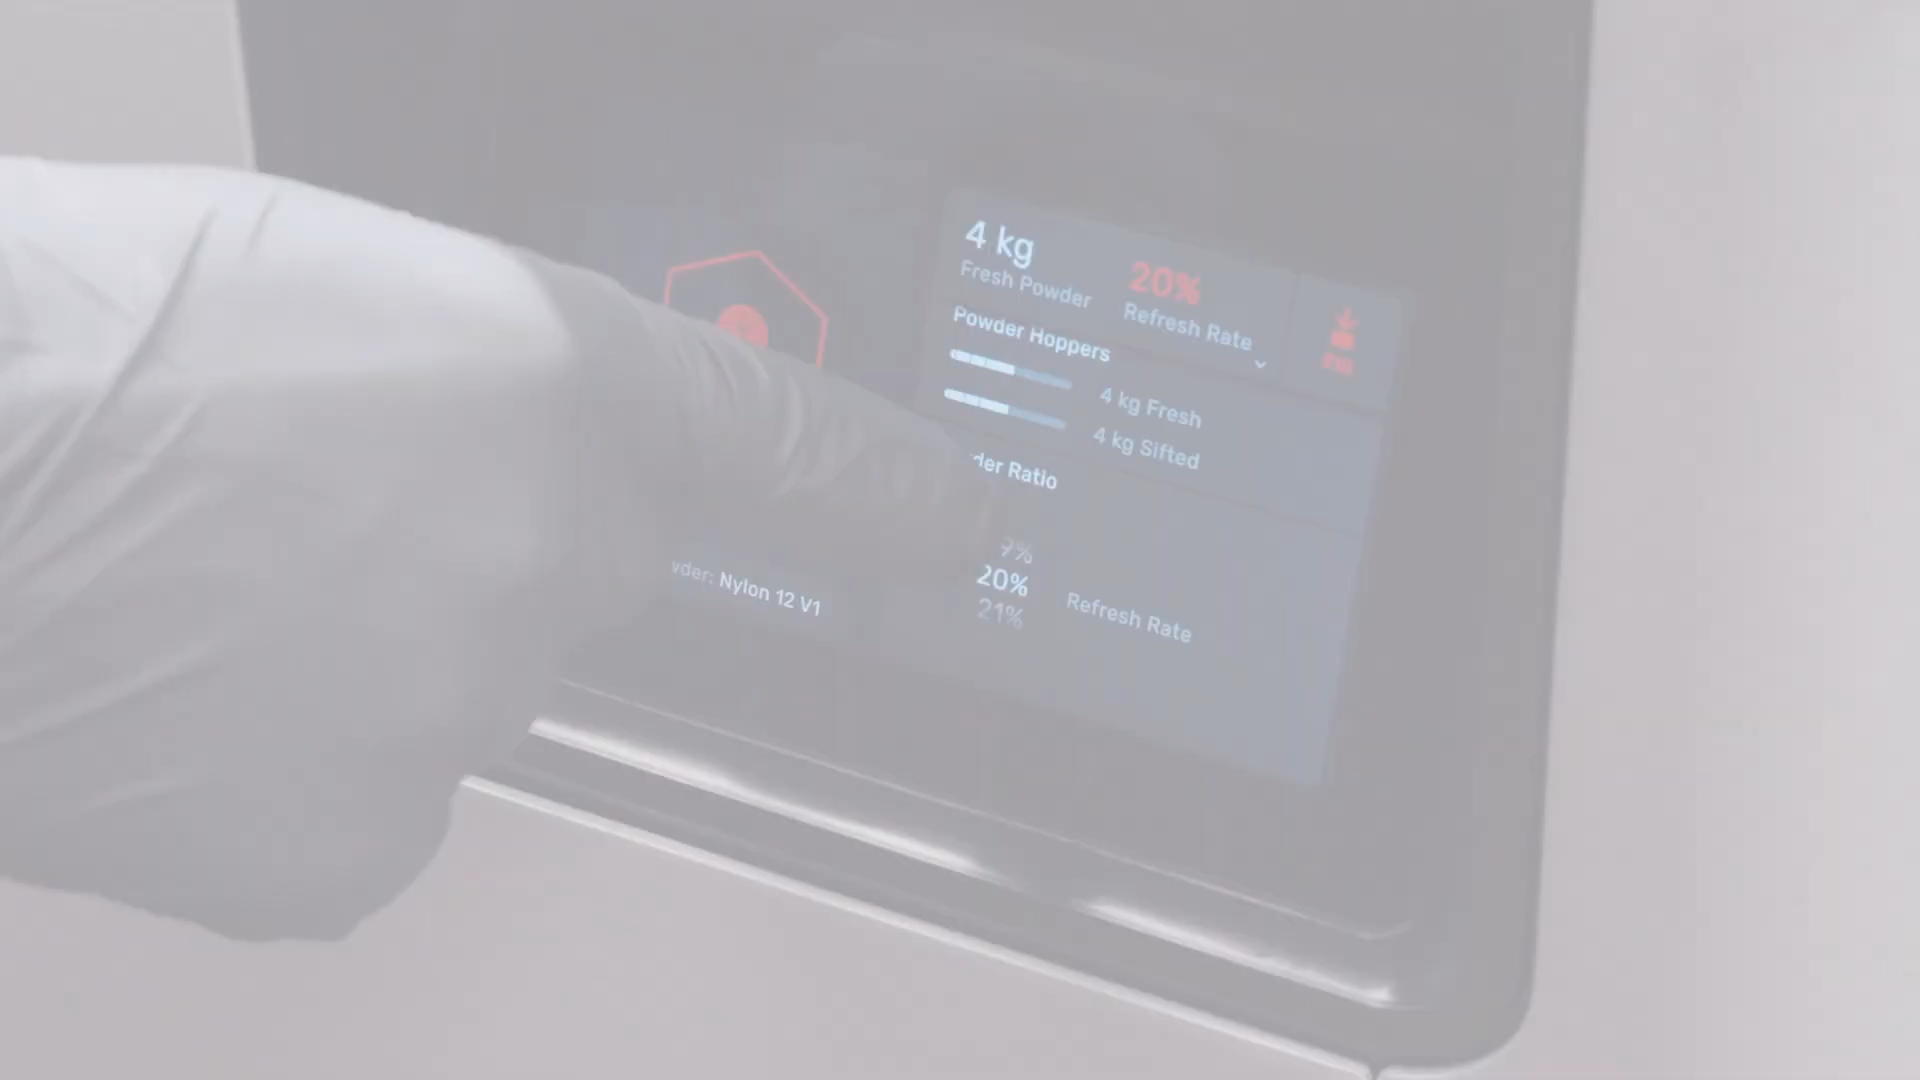 4 kg
Fresh Powder
20%
Refresh Rate
Powder Hoppers
4 kg Fresh
4 kg Sifted
der Ratio
9%
20%
21%
Refresh Rate
der: Nylon 12 V1